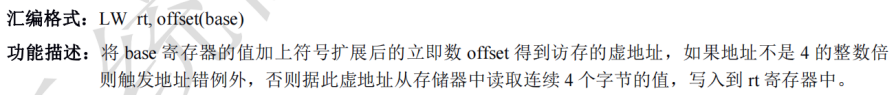 汇编格式：LW rt, offset(base)
功能描述：将 base 寄存器的值加上符号扩展后的立即数 offset 得到访存的虚地址，如果地址不是 4 的整数倍
则触发地址错例外，否则据此虚地址从存储器中读取连续 4 个字节的值，写入到 rt 寄存器中。